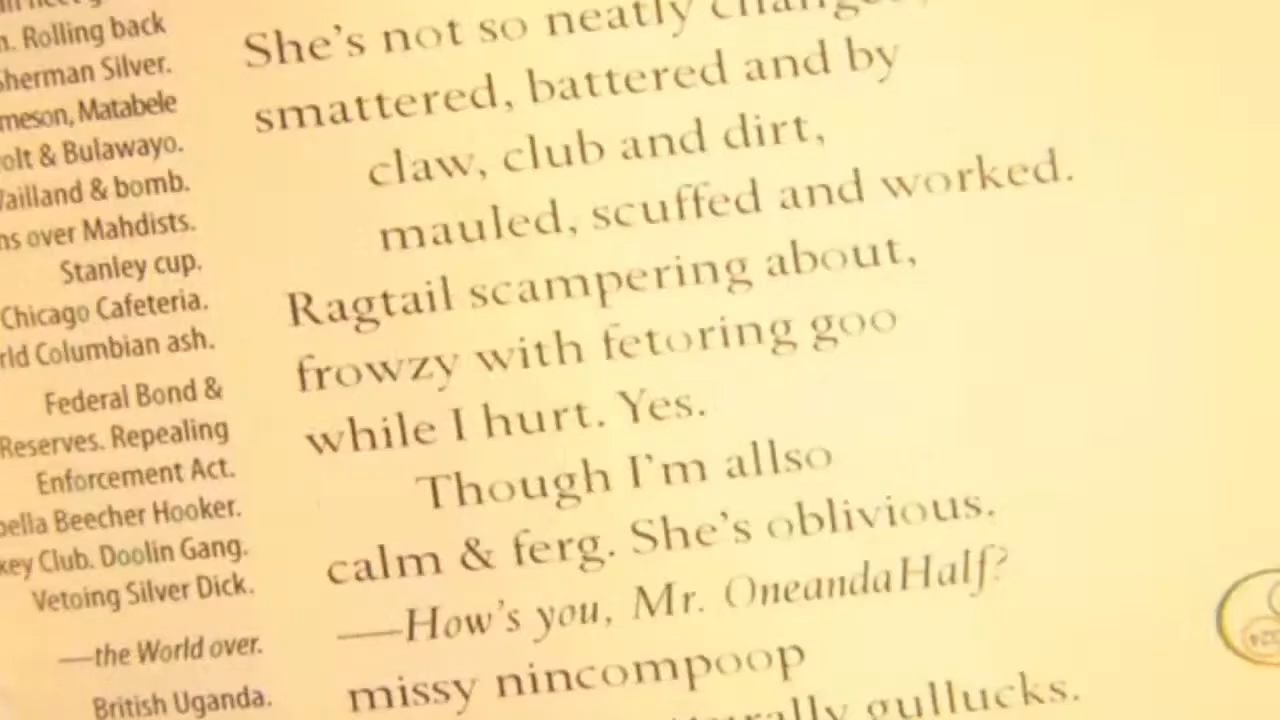 n. Rolling back
Sherman Silver.
meson, Matabele
olt & Bulawayo.
Vailland & bomb.
ns over Mahdists.
Stanley cup.
Chicago Cafeteria.
rld Columbian ash.
Federal Bond &
Reserves. Repealing
Enforcement Act.
bella Beecher Hooker.
key Club. Doolin Gang.
Vetoing Silver Dick.
—the World over.
British Uganda.
She's not so neatly
smattered, battered and by
claw, club and dirt,
mauled, scuffed and worked.
Ragtail scampering about,
frowzy with fetoring goo
while I hurt. Yes.
Though I'm allso
calm & ferg. She's oblivious.
—How's you, Mr. OneandaHalf?
missy nincompoop
gullucks.